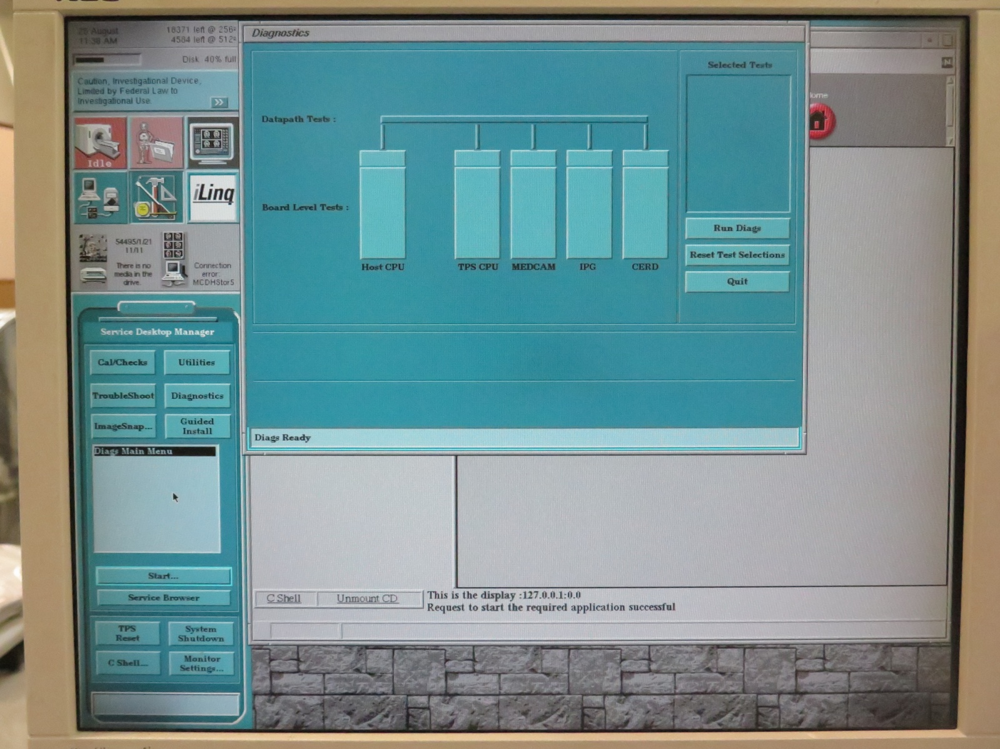 28 August
11:38 AM
18371 left @ 256²
4584 left @ 512²
Disk 40% full
Caution, Investigational Device,
Limited by Federal Law to
Investigational Use.
Idle
iLinq
54495/1/21
11/11
There is no
media in the
drive.
Connection
error:
MCDHStor5
Service Desktop Manager
Cal/Checks
Utilities
TroubleShoot
Diagnostics
ImageSnap...
Guided
Install
Diags Main Menu
Start...
Service Browser
TPS
Reset
System
Shutdown
C Shell...
Monitor
Settings...
Diagnostics
Datapath Tests :
Board Level Tests :
Host CPU
TPS CPU
MEDCAM
IPG
CERD
Selected Tests
Run Diags
Reset Test Selections
Quit
Diags Ready
N
ome
C Shell
Unmount CD
This is the display :127.0.0.1:0.0
Request to start the required application successful